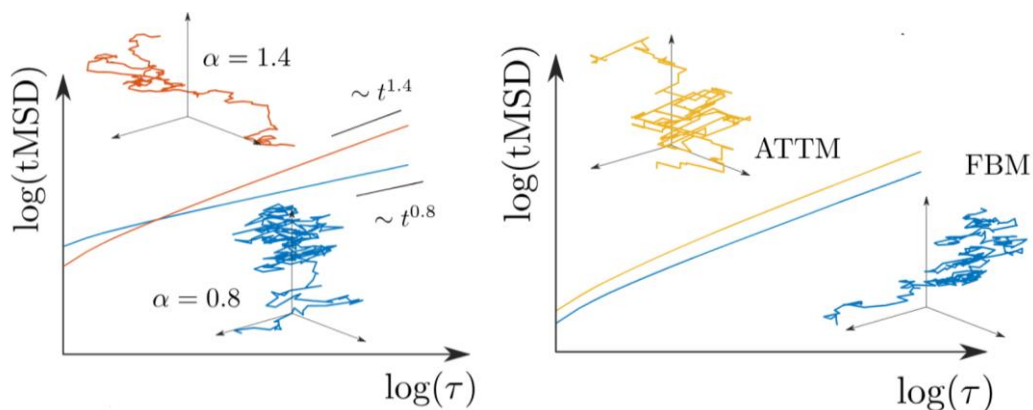 log(tMSD)
α = 1.4
∼ t^1.4
∼ t^0.8
α = 0.8
log(τ)
log(tMSD)
ATTM
FBM
log(τ)